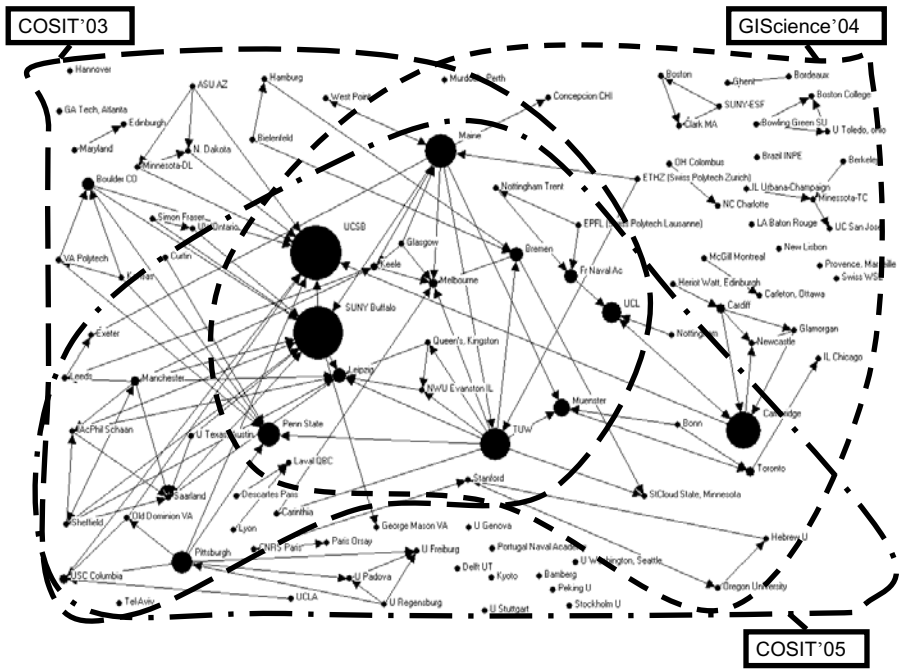 COSIT'03
GIScience'04
Hannover
Hamburg
Murdoch Perth
Boston
Bordeaux
Ghent
ASU AZ
West Point
Concepcion CHI
Boston College
SUNY-ESF
GA Tech, Atlanta
Edinburgh
Clark MA
Bowling Green SU
U Toledo, ohio
Bielenfeld
Maine
Maryland
N. Dakota
Minnesota-DL
OH Colombus
Brazil INPE
Berkeley
Boulder CO
ETHZ (Swiss Polytech Zurich)
Nottingham Trent
IL Urbana-Champaign
Minesota-TC
NC Charlotte
Simon Fraser
UCSB
EPFL (Swiss Polytech Lausanne)
LA Baton Rouge
UC San Jose
Glasgow
New Lisbon
VA Polytech
Curtin
Keele
Bremen
McGill Montreal
Provence, Marseille
Fr Naval Ac
Swiss WSL
Melbourne
Heriot Watt, Edinburgh
Carleton, Ottawa
SUNY Buffalo
UCL
Cardiff
Exeter
Nottingham
Glamorgan
Queen's, Kingston
Newcastle
IL Chicago
Leeds
Manchester
Leipzig
NWU Evanston IL
Muenster
Cambridge
McPhil Schaan
U Texas Austin
Penn State
TUW
Bonn
Laval QBC
Toronto
Stanford
Saarland
Descartes Paris
StCloud State, Minnesota
Sheffield
Old Dominion VA
Carinthia
Lyon
George Mason VA
U Genova
Hebrew U
CNRS Paris
Paris Orsay
Pittsburgh
U Freiburg
Portugal Naval Academy
U Washington, Seattle
USC Columbia
U Padova
Delft UT
Kyoto
Bamberg
Oregon University
Peking U
Tel Aviv
UCLA
U Regensburg
U Stuttgart
Stockholm U
COSIT'05